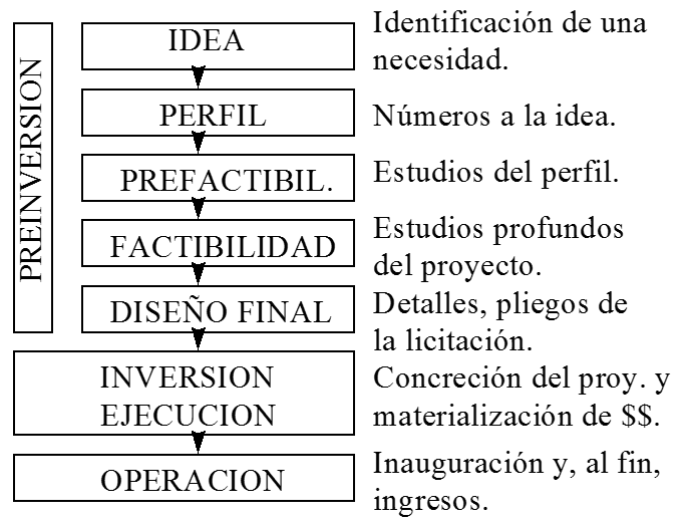 PREINVERSION
IDEA
Identificación de una
necesidad.
PERFIL
Números a la idea.
PREFACTIBIL.
Estudios del perfil.
FACTIBILIDAD
Estudios profundos
del proyecto.
DISEÑO FINAL
Detalles, pliegos de
la licitación.
INVERSION
EJECUCION
Concreción del proy. y
materialización de $$.
OPERACION
Inauguración y, al fin,
ingresos.